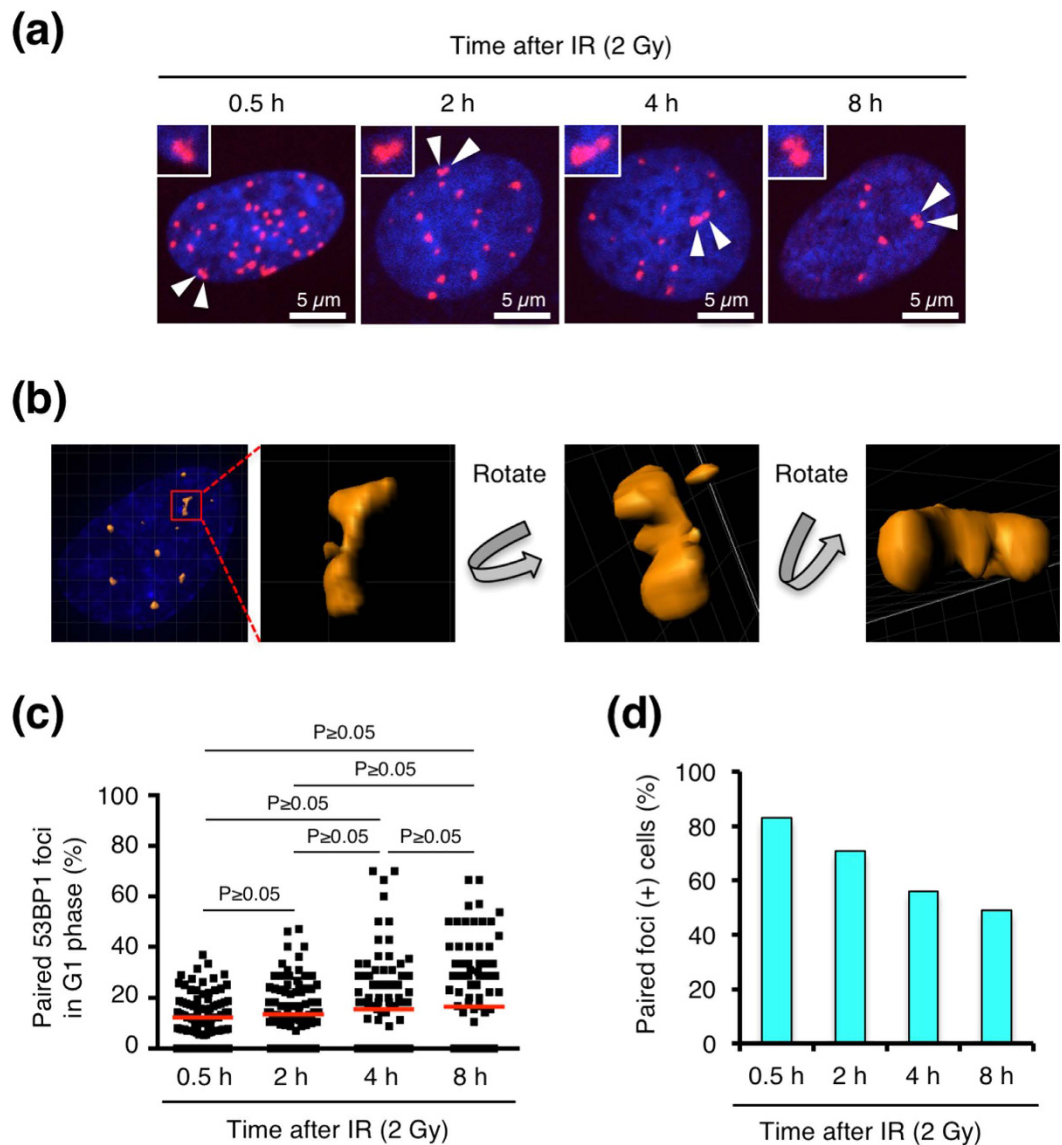 (a)
Time after IR (2 Gy)
0.5 h 2 h 4 h 8 h
5 µm 5 µm 5 µm 5 µm
(b)
Rotate Rotate
(c)
P≥0.05
P≥0.05
P≥0.05
P≥0.05 P≥0.05
P≥0.05
Paired 53BP1 foci
in G1 phase (%)
100
80
60
40
20
0
0.5 h 2 h 4 h 8 h
Time after IR (2 Gy)
(d)
Paired foci (+) cells (%)
100
80
60
40
20
0
0.5 h 2 h 4 h 8 h
Time after IR (2 Gy)